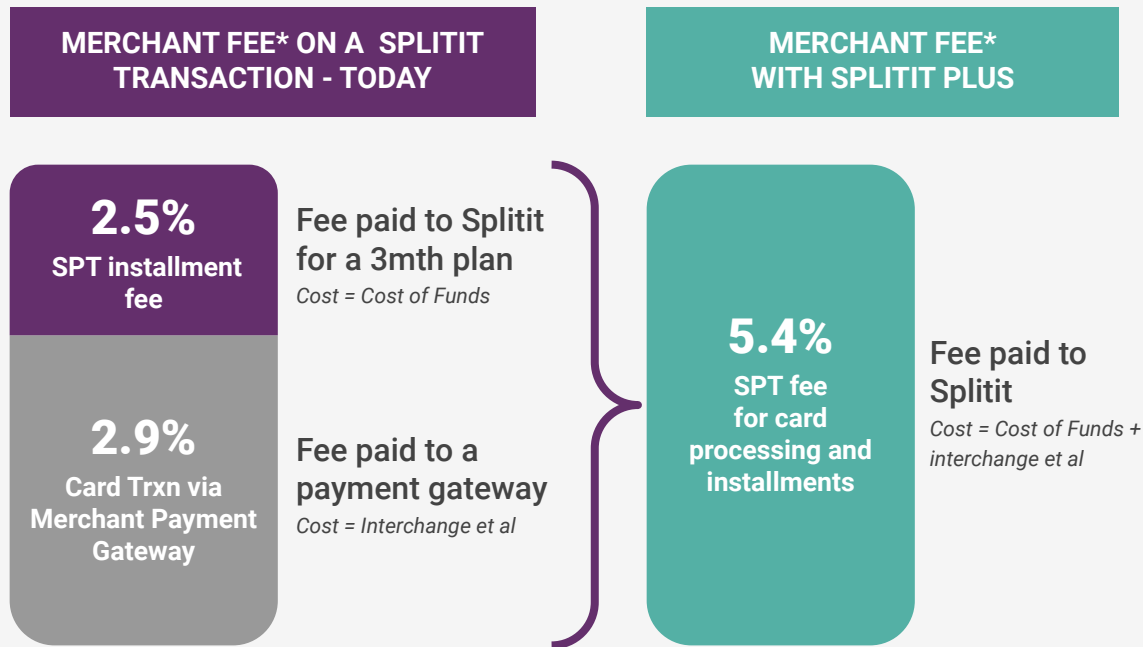 MERCHANT FEE* ON A SPLITIT
TRANSACTION - TODAY
MERCHANT FEE*
WITH SPLITIT PLUS
2.5%
SPT installment
fee
Fee paid to Splitit
for a 3mth plan
Cost = Cost of Funds
2.9%
Card Trxn via
Merchant Payment
Gateway
Fee paid to a
payment gateway
Cost = Interchange et al
5.4%
SPT fee
for card
processing and
installments
Fee paid to
Splitit
Cost = Cost of Funds +
interchange et al